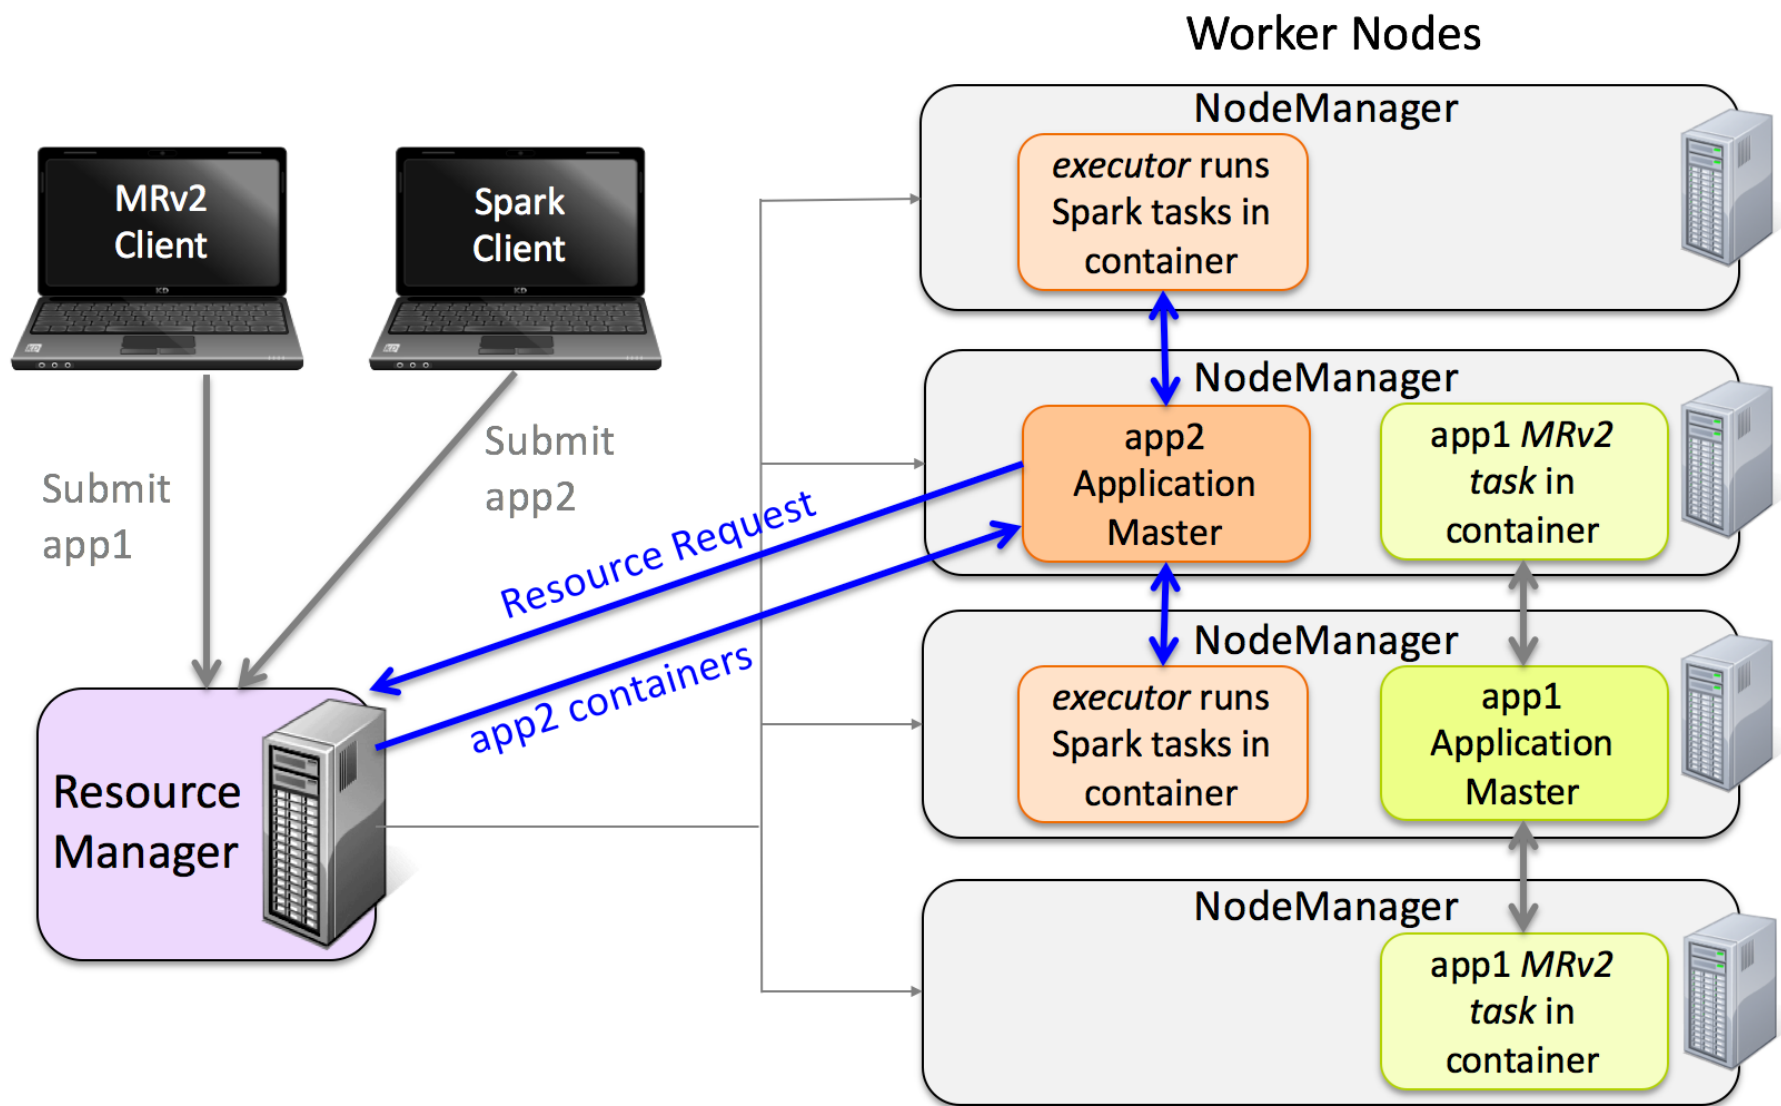 Worker Nodes
MRv2
Client
KD
Spark
Client
KD
Submit
app1
Submit
app2
Resource Request
app2 containers
Resource
Manager
NodeManager
executor runs
Spark tasks in
container
NodeManager
app2
Application
Master
app1 MRv2
task in
container
NodeManager
executor runs
Spark tasks in
container
app1
Application
Master
NodeManager
app1 MRv2
task in
container